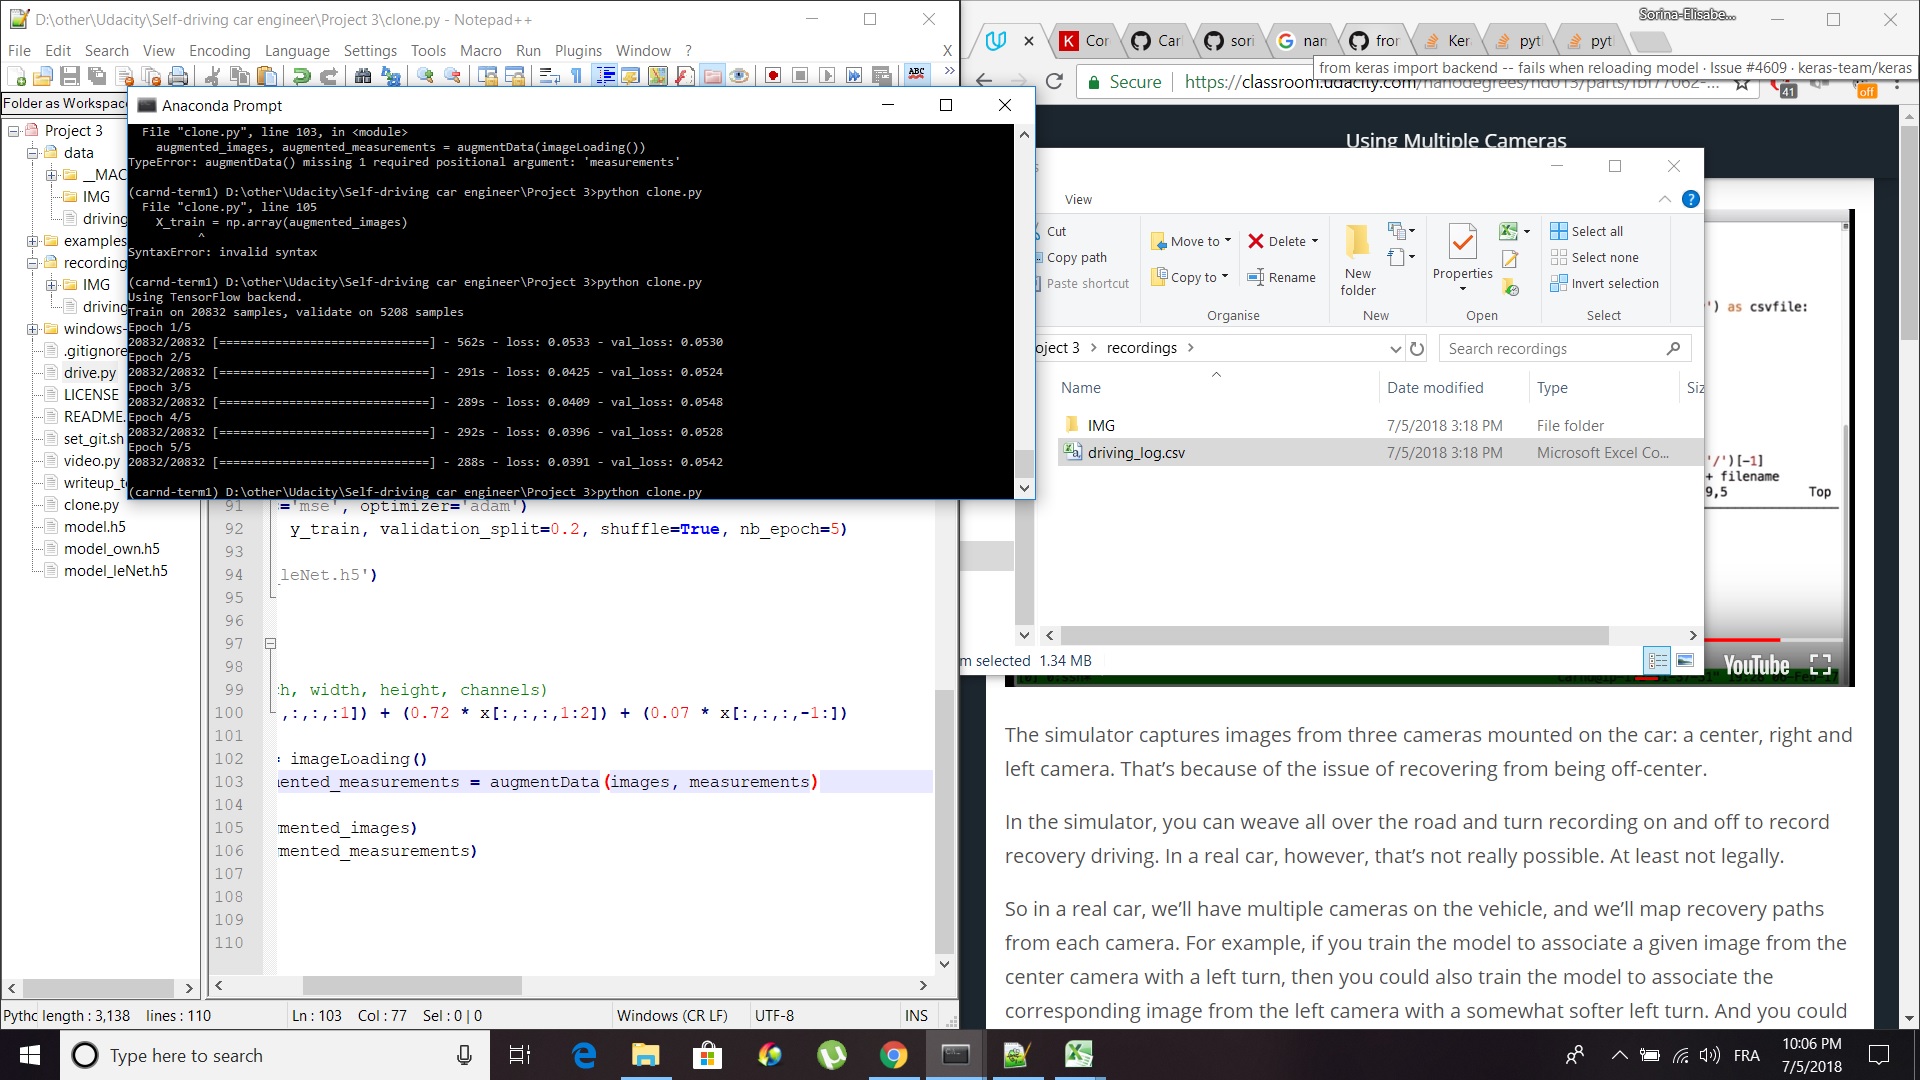 D:\other\Udacity\Self-driving car engineer\Project 3\clone.py - Notepad++
File Edit Search View Encoding Language Settings Tools Macro Run Plugins Window ? X
Folder as Workspac
Project 3
data
__MAC
IMG
driving
examples
recording
IMG
driving
windows-
.gitignore
drive.py
LICENSE
README.
set_git.sh
video.py
writeup_t
clone.py
model.h5
model_own.h5
model_leNet.h5
Anaconda Prompt
File "clone.py", line 103, in <module>
augmented_images, augmented_measurements = augmentData(imageLoading())
TypeError: augmentData() missing 1 required positional argument: 'measurements'
(carnd-term1) D:\other\Udacity\Self-driving car engineer\Project 3>python clone.py
File "clone.py", line 105
X_train = np.array(augmented_images)
^
SyntaxError: invalid syntax
(carnd-term1) D:\other\Udacity\Self-driving car engineer\Project 3>python clone.py
Using TensorFlow backend.
Train on 20832 samples, validate on 5208 samples
Epoch 1/5
20832/20832 [==============================] - 562s - loss: 0.0533 - val_loss: 0.0530
Epoch 2/5
20832/20832 [==============================] - 291s - loss: 0.0425 - val_loss: 0.0524
Epoch 3/5
20832/20832 [==============================] - 289s - loss: 0.0409 - val_loss: 0.0548
Epoch 4/5
20832/20832 [==============================] - 292s - loss: 0.0396 - val_loss: 0.0528
Epoch 5/5
20832/20832 [==============================] - 288s - loss: 0.0391 - val_loss: 0.0542
(carnd-term1) D:\other\Udacity\Self-driving car engineer\Project 3>python clone.py
91 ='mse', optimizer='adam')
92 y_train, validation_split=0.2, shuffle=True, nb_epoch=5)
93
94 _leNet.h5')
95
96
97
98
99 ch, width, height, channels)
100 ,:,:,:1]) + (0.72 * x[:,:,:,1:2]) + (0.07 * x[:,:,:,-1:])
101
102 = imageLoading()
103 mented_measurements = augmentData(images, measurements)
104
105 mented_images)
106 mented_measurements)
107
108
109
110
Pythc length : 3,138 lines : 110 Ln : 103 Col : 77 Sel : 0 | 0 Windows (CR LF) UTF-8 INS
Sorina-Elisabe...
Cor Car sori nan fror Ker pyt pyt
from keras import backend -- fails when reloading model · Issue #4609 · keras-team/keras
Secure https://classroom.udacity.com/nanodegrees/nd013/parts/fbf77062-... 41 off
Using Multiple Cameras
View
Cut
Copy path
Paste shortcut
Move to
Copy to
Delete
Rename
Organise
New folder
New
Properties
Open
Select all
Select none
Invert selection
Select
oject 3 > recordings > Search recordings
Name Date modified Type Siz
IMG 7/5/2018 3:18 PM File folder
driving_log.csv 7/5/2018 3:18 PM Microsoft Excel Co...
m selected 1.34 MB
') as csvfile:
'/')[-1]
+ filename
9,5 Top
YouTube
The simulator captures images from three cameras mounted on the car: a center, right and
left camera. That’s because of the issue of recovering from being off-center.
In the simulator, you can weave all over the road and turn recording on and off to record
recovery driving. In a real car, however, that’s not really possible. At least not legally.
So in a real car, we’ll have multiple cameras on the vehicle, and we’ll map recovery paths
from each camera. For example, if you train the model to associate a given image from the
center camera with a left turn, then you could also train the model to associate the
corresponding image from the left camera with a somewhat softer left turn. And you could
Type here to search
FRA
10:06 PM
7/5/2018